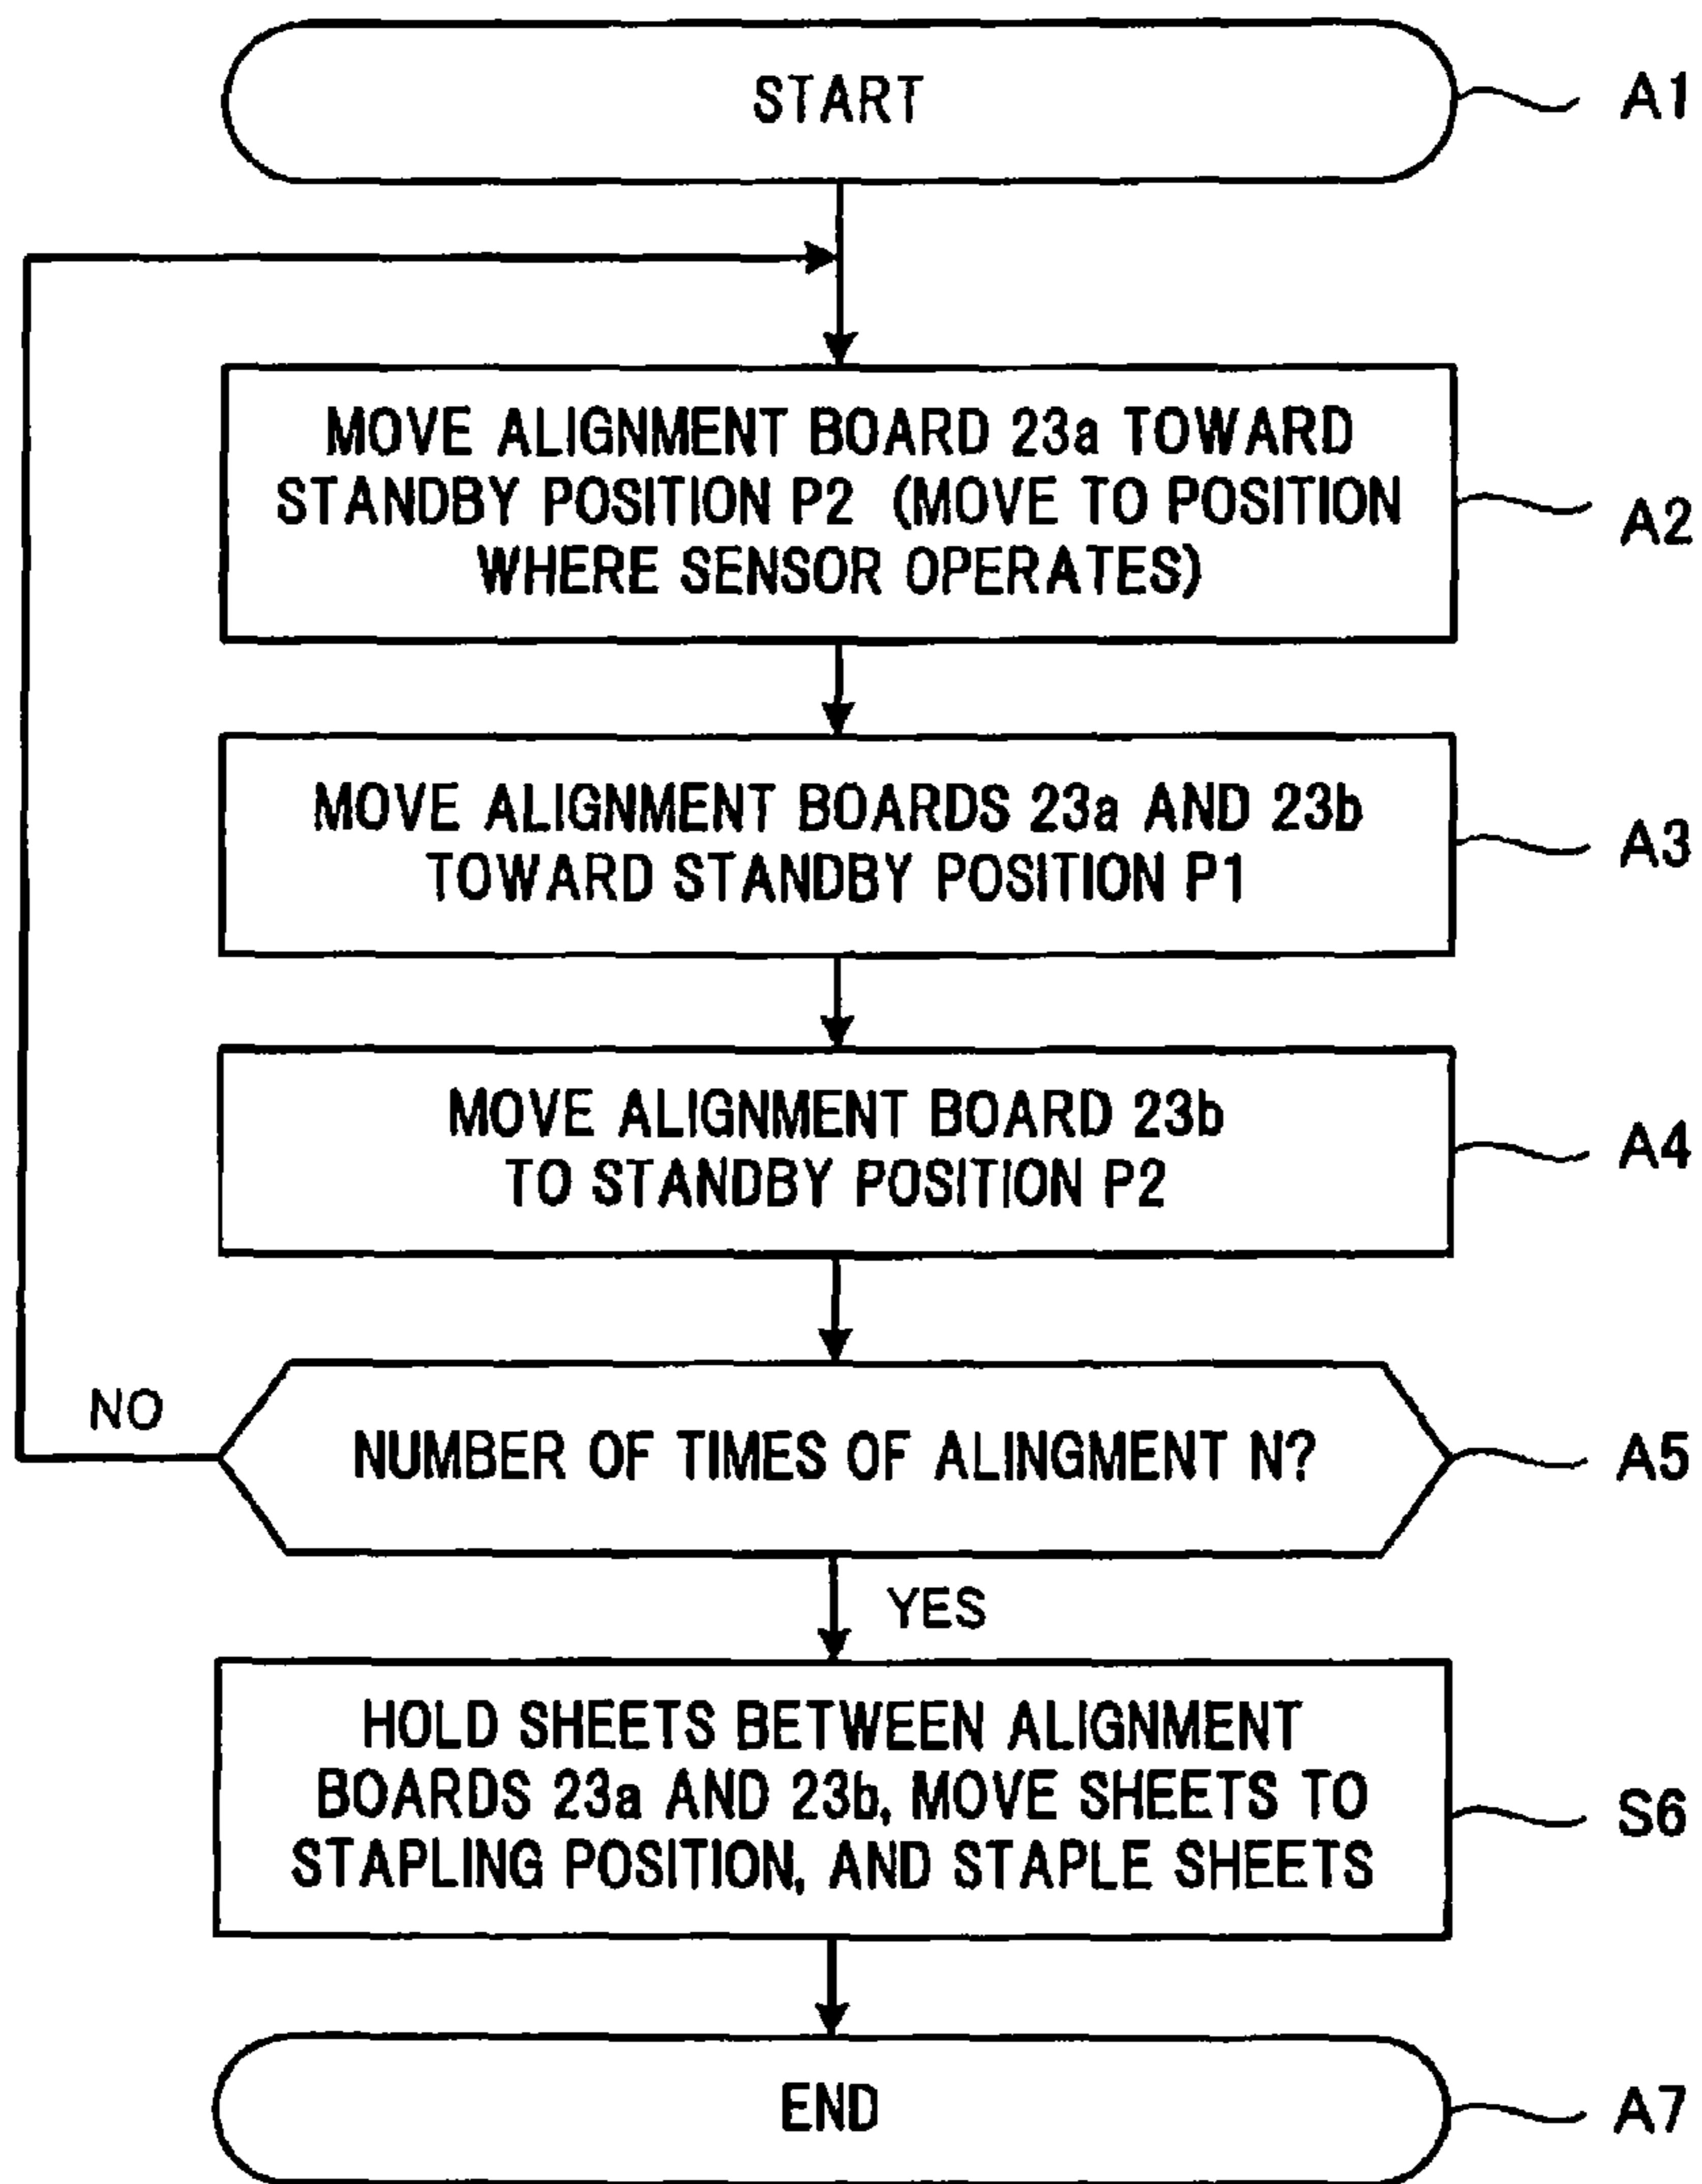 START
A1
MOVE ALIGNMENT BOARD 23a TOWARD
STANDBY POSITION P2 (MOVE TO POSITION
WHERE SENSOR OPERATES)
A2
MOVE ALIGNMENT BOARDS 23a AND 23b
TOWARD STANDBY POSITION P1
A3
MOVE ALIGNMENT BOARD 23b
TO STANDBY POSITION P2
A4
NO
NUMBER OF TIMES OF ALINGMENT N?
A5
YES
HOLD SHEETS BETWEEN ALIGNMENT
BOARDS 23a AND 23b, MOVE SHEETS TO
STAPLING POSITION, AND STAPLE SHEETS
S6
END
A7